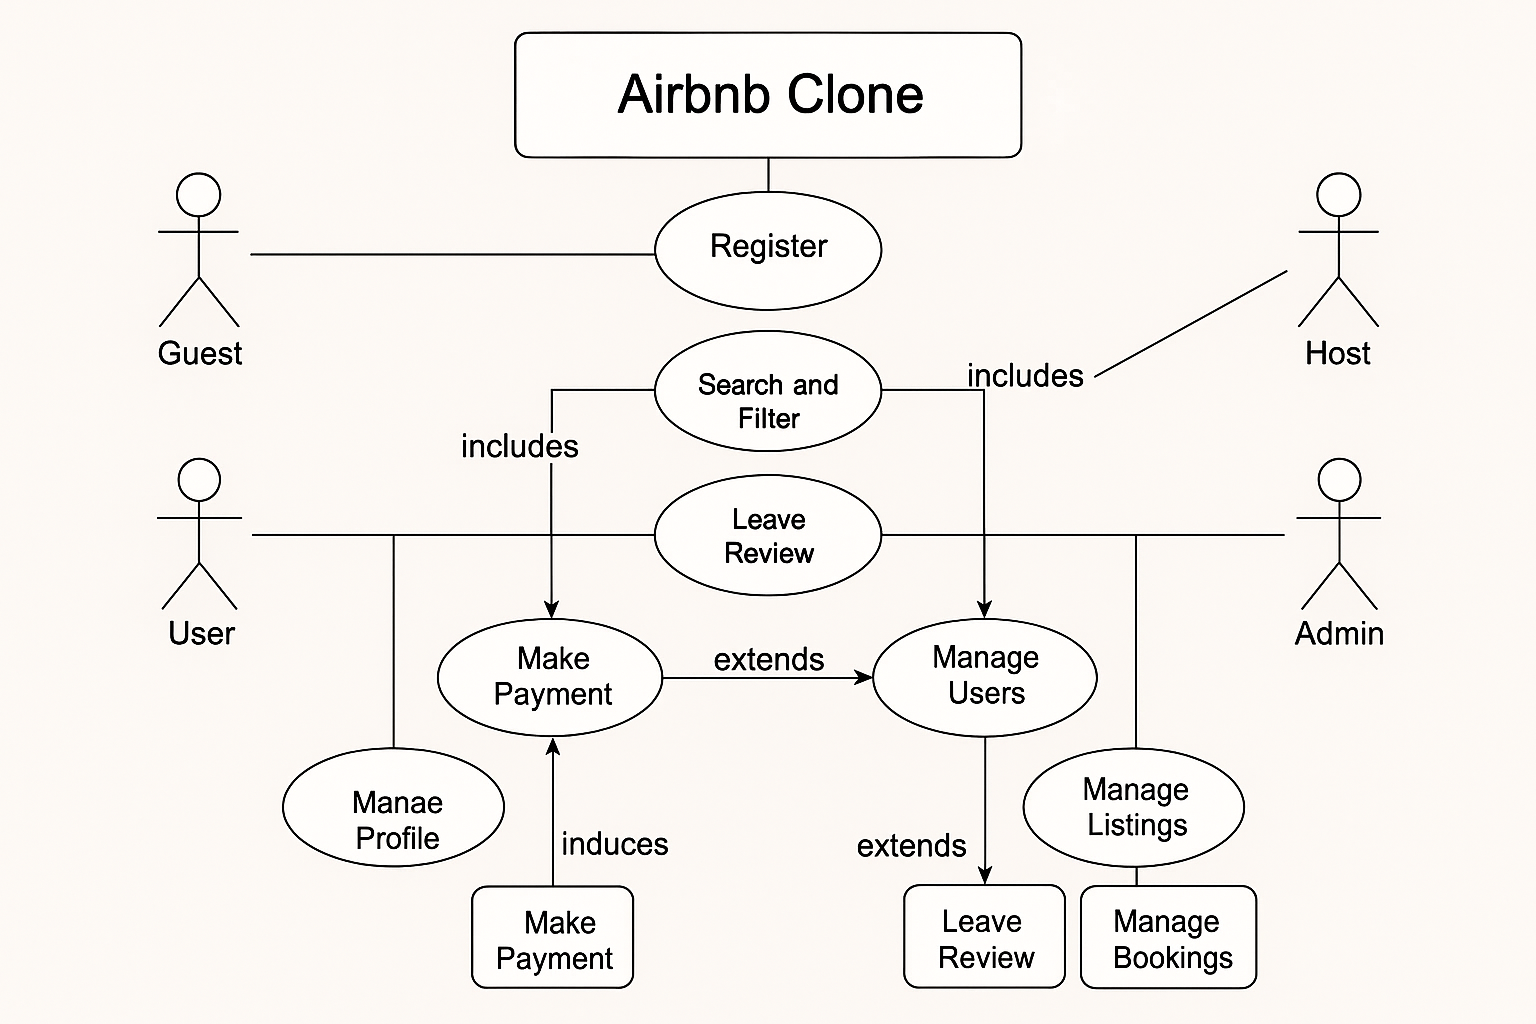 Airbnb Clone
Register
Guest
Host
Search and
Filter
includes
includes
Leave
Review
User
Admin
Make
Payment
extends
Manage
Users
Manae
Profile
induces
extends
Manage
Listings
Make
Payment
Leave
Review
Manage
Bookings